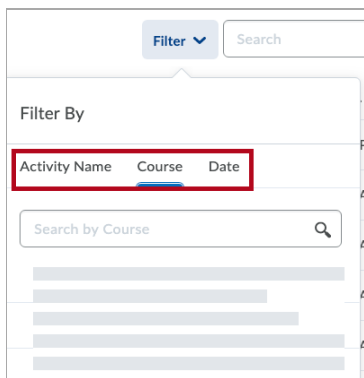 Filter
Search
Filter By
Activity Name Course Date
Search by Course